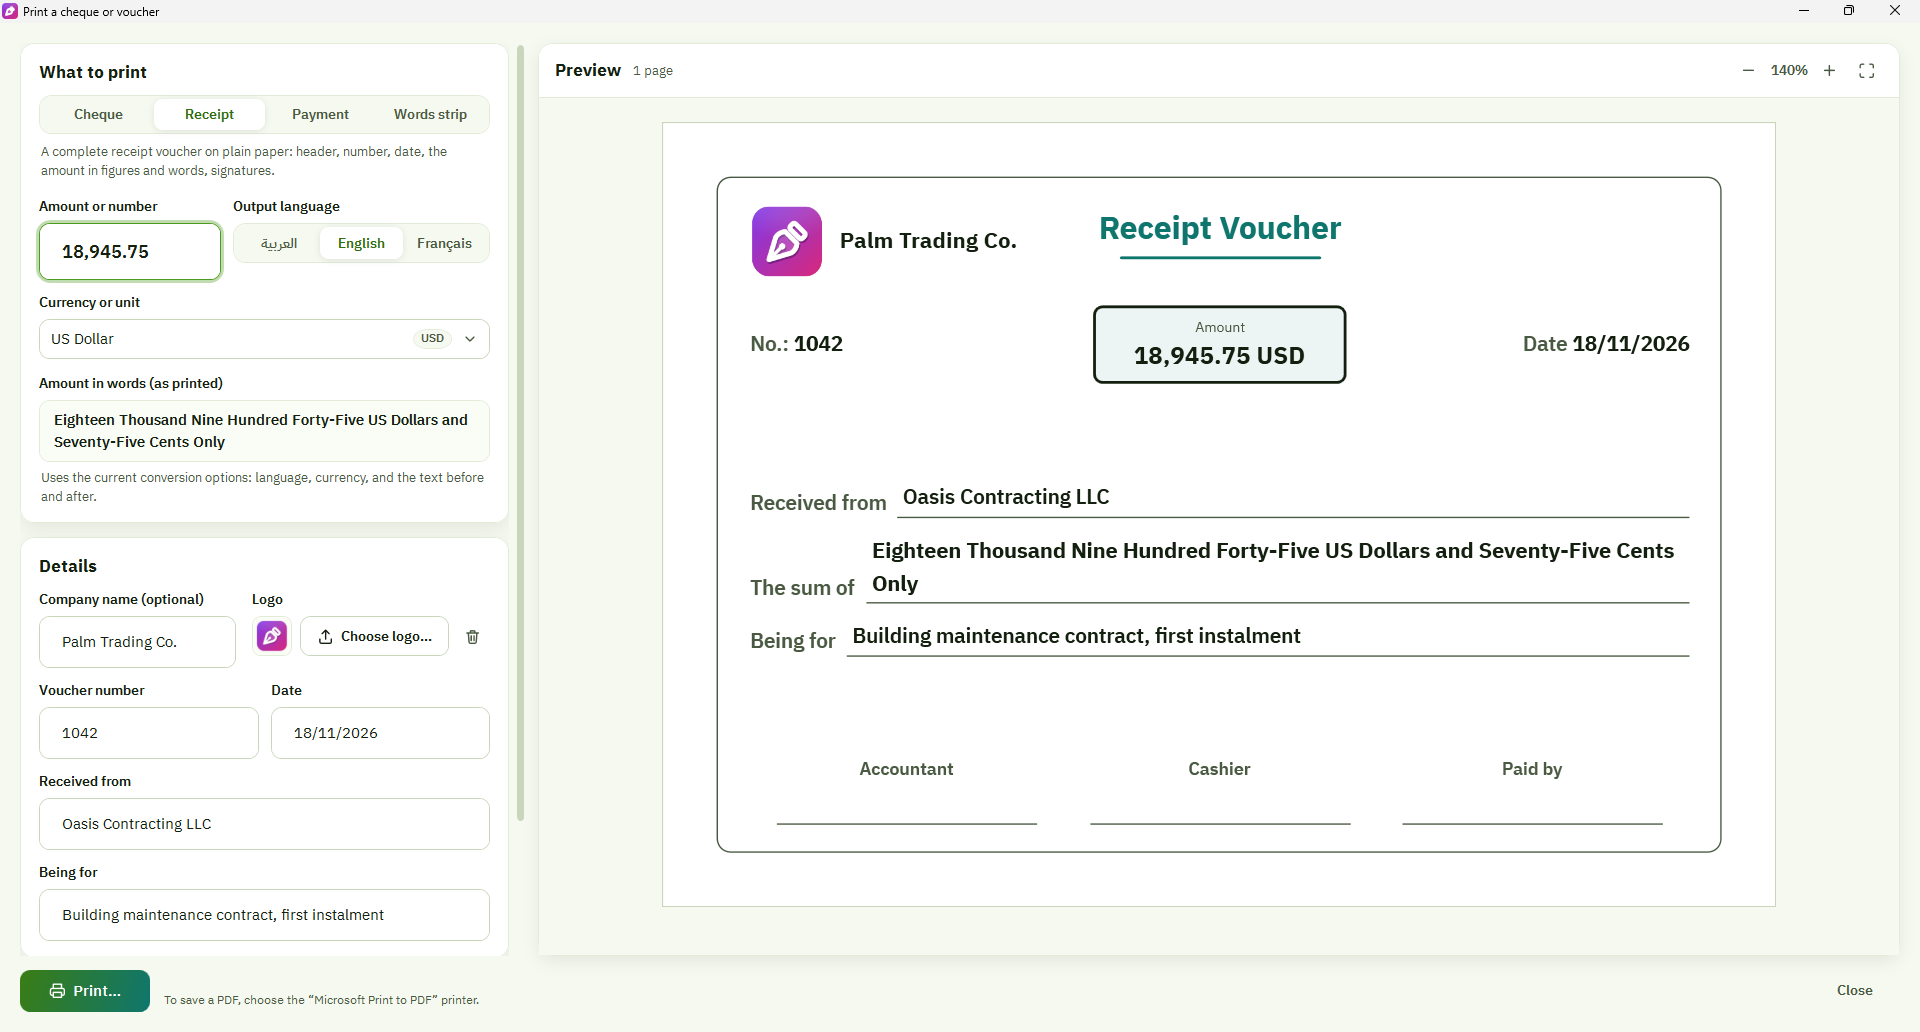 Print a cheque or voucher
What to print
Cheque
Receipt
Payment
Words strip
A complete receipt voucher on plain paper: header, number, date, the
amount in figures and words, signatures.
Amount or number
Output language
18,945.75
العربية
English
Français
Currency or unit
US Dollar
USD
Amount in words (as printed)
Eighteen Thousand Nine Hundred Forty-Five US Dollars and
Seventy-Five Cents Only
Uses the current conversion options: language, currency, and the text before
and after.
Details
Company name (optional)
Logo
Palm Trading Co.
Choose logo...
Voucher number
Date
1042
18/11/2026
Received from
Oasis Contracting LLC
Being for
Building maintenance contract, first instalment
Print...
To save a PDF, choose the “Microsoft Print to PDF” printer.
Preview
1 page
140%
Palm Trading Co.
Receipt Voucher
No.: 1042
Amount
18,945.75 USD
Date 18/11/2026
Received from Oasis Contracting LLC
The sum of Eighteen Thousand Nine Hundred Forty-Five US Dollars and Seventy-Five Cents
Only
Being for Building maintenance contract, first instalment
Accountant
Cashier
Paid by
Close